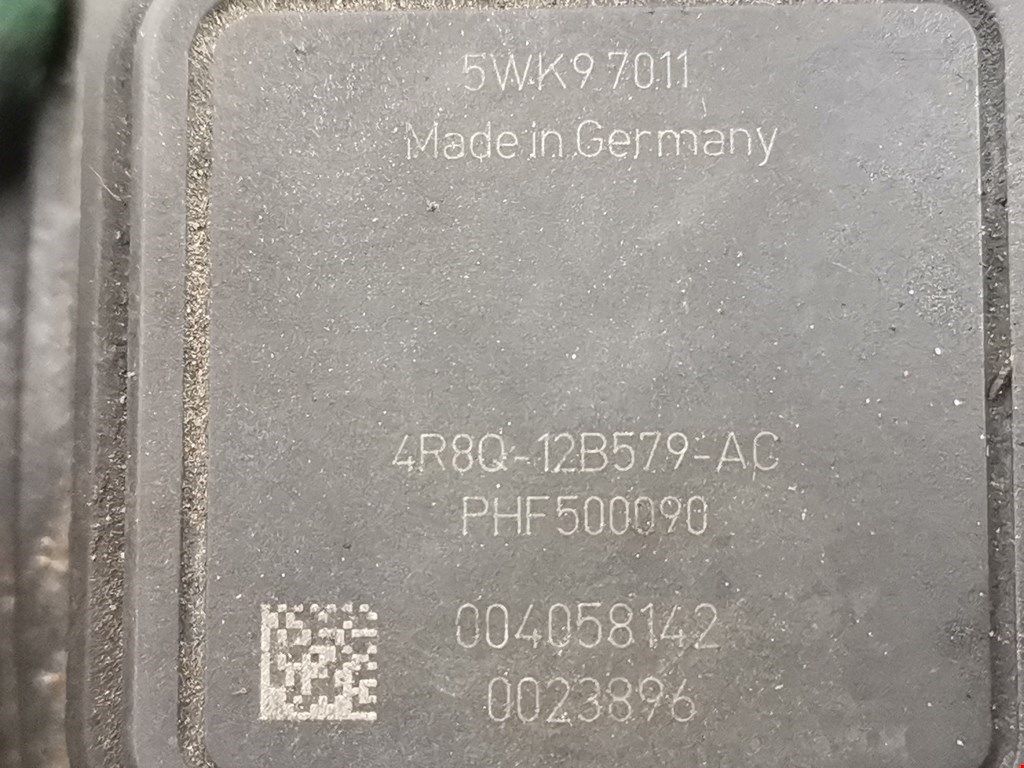 5WK9 7011
Made in Germany
4R8Q-12B579-AC
PHF500090
004058142
0023896